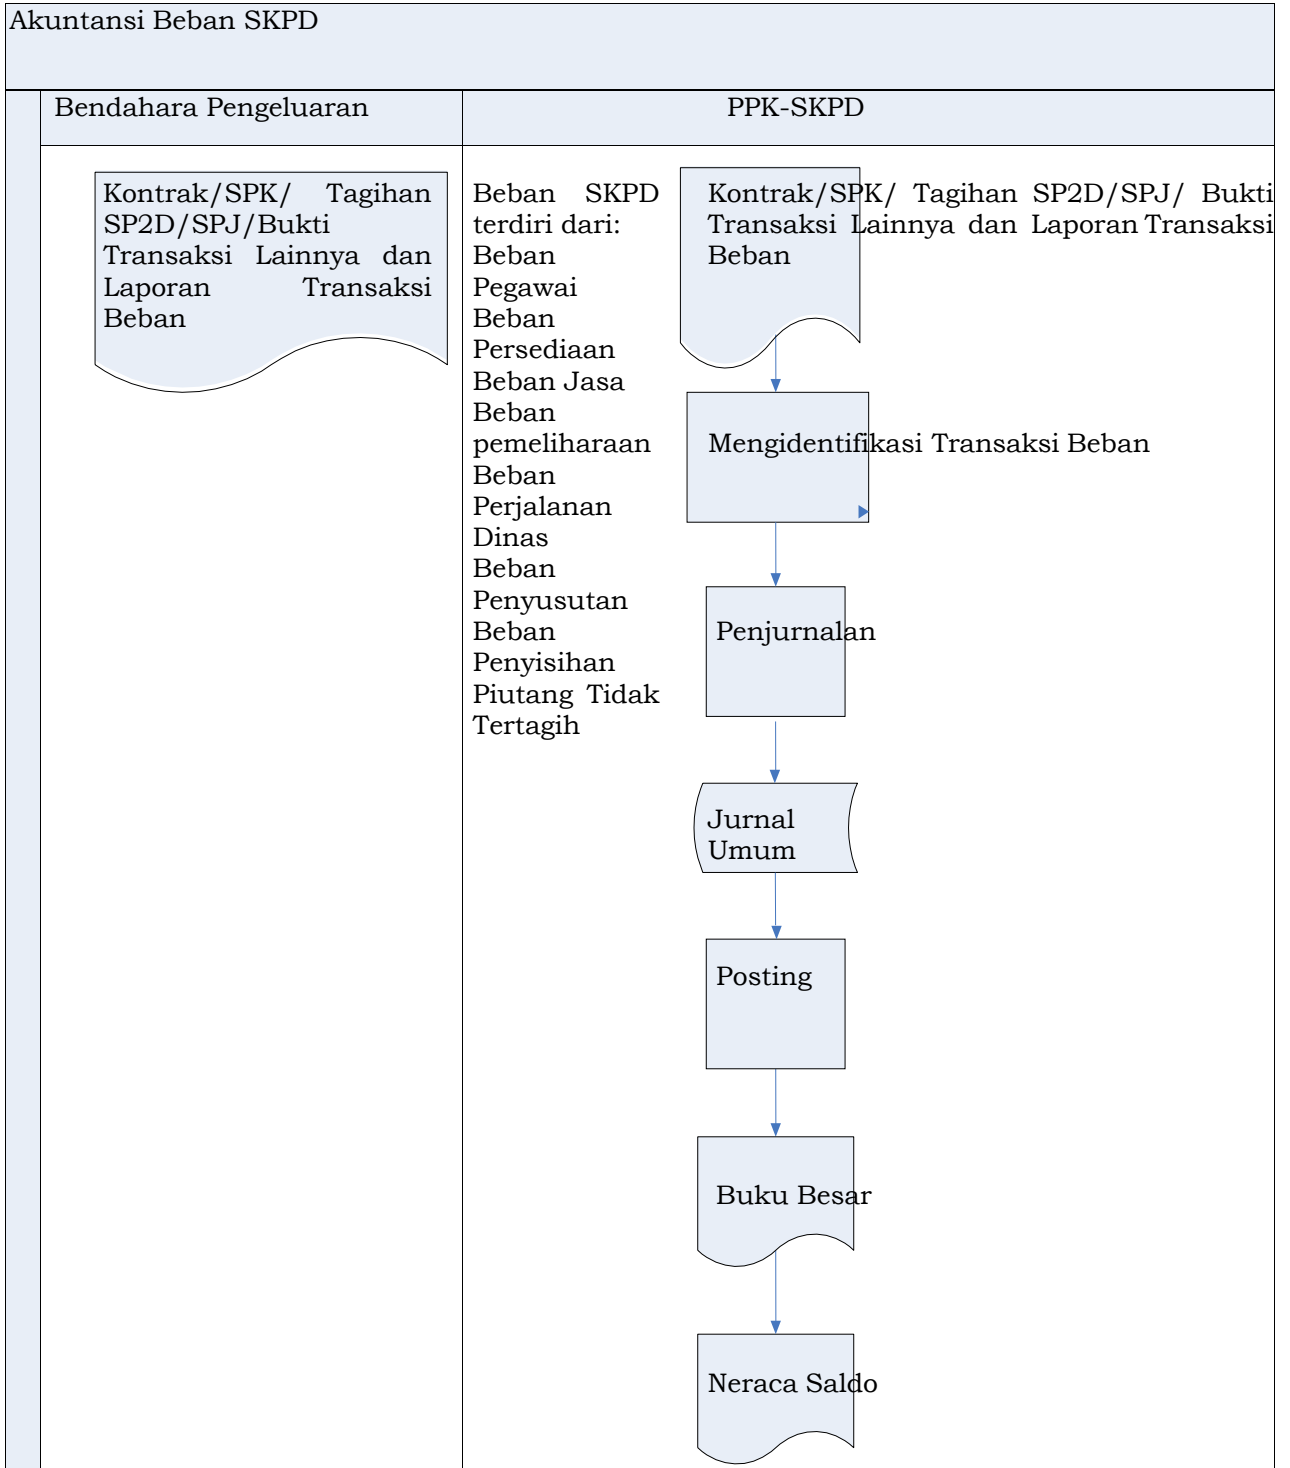 Akuntansi Beban SKPD
Bendahara Pengeluaran
PPK-SKPD
Kontrak/SPK/ Tagihan
SP2D/SPJ/Bukti
Transaksi Lainnya dan
Laporan Transaksi
Beban
Beban SKPD
terdiri dari:
Beban
Pegawai
Beban
Persediaan
Beban Jasa
Beban
pemeliharaan
Beban
Perjalanan
Dinas
Beban
Penyusutan
Beban
Penyisihan
Piutang Tidak
Tertagih
Kontrak/SPK/ Tagihan SP2D/SPJ/ Bukti
Transaksi Lainnya dan Laporan Transaksi
Beban
Mengidentifikasi Transaksi Beban
Penjurnalan
Jurnal
Umum
Posting
Buku Besar
Neraca Saldo